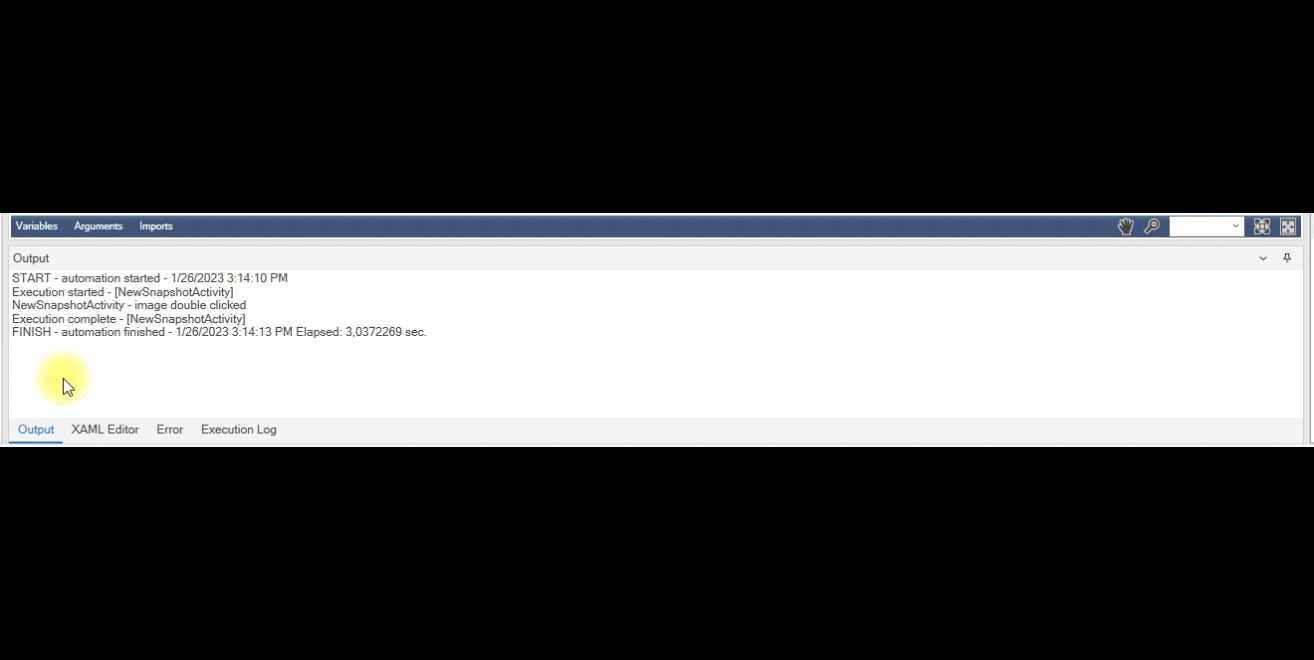 Variables Arguments Imports
Output
START - automation started - 1/26/2023 3:14:10 PM
Execution started - [NewSnapshotActivity]
NewSnapshotActivity - image double clicked
Execution complete - [NewSnapshotActivity]
FINISH - automation finished - 1/26/2023 3:14:13 PM Elapsed: 3,0372269 sec.
Output XAML Editor Error Execution Log